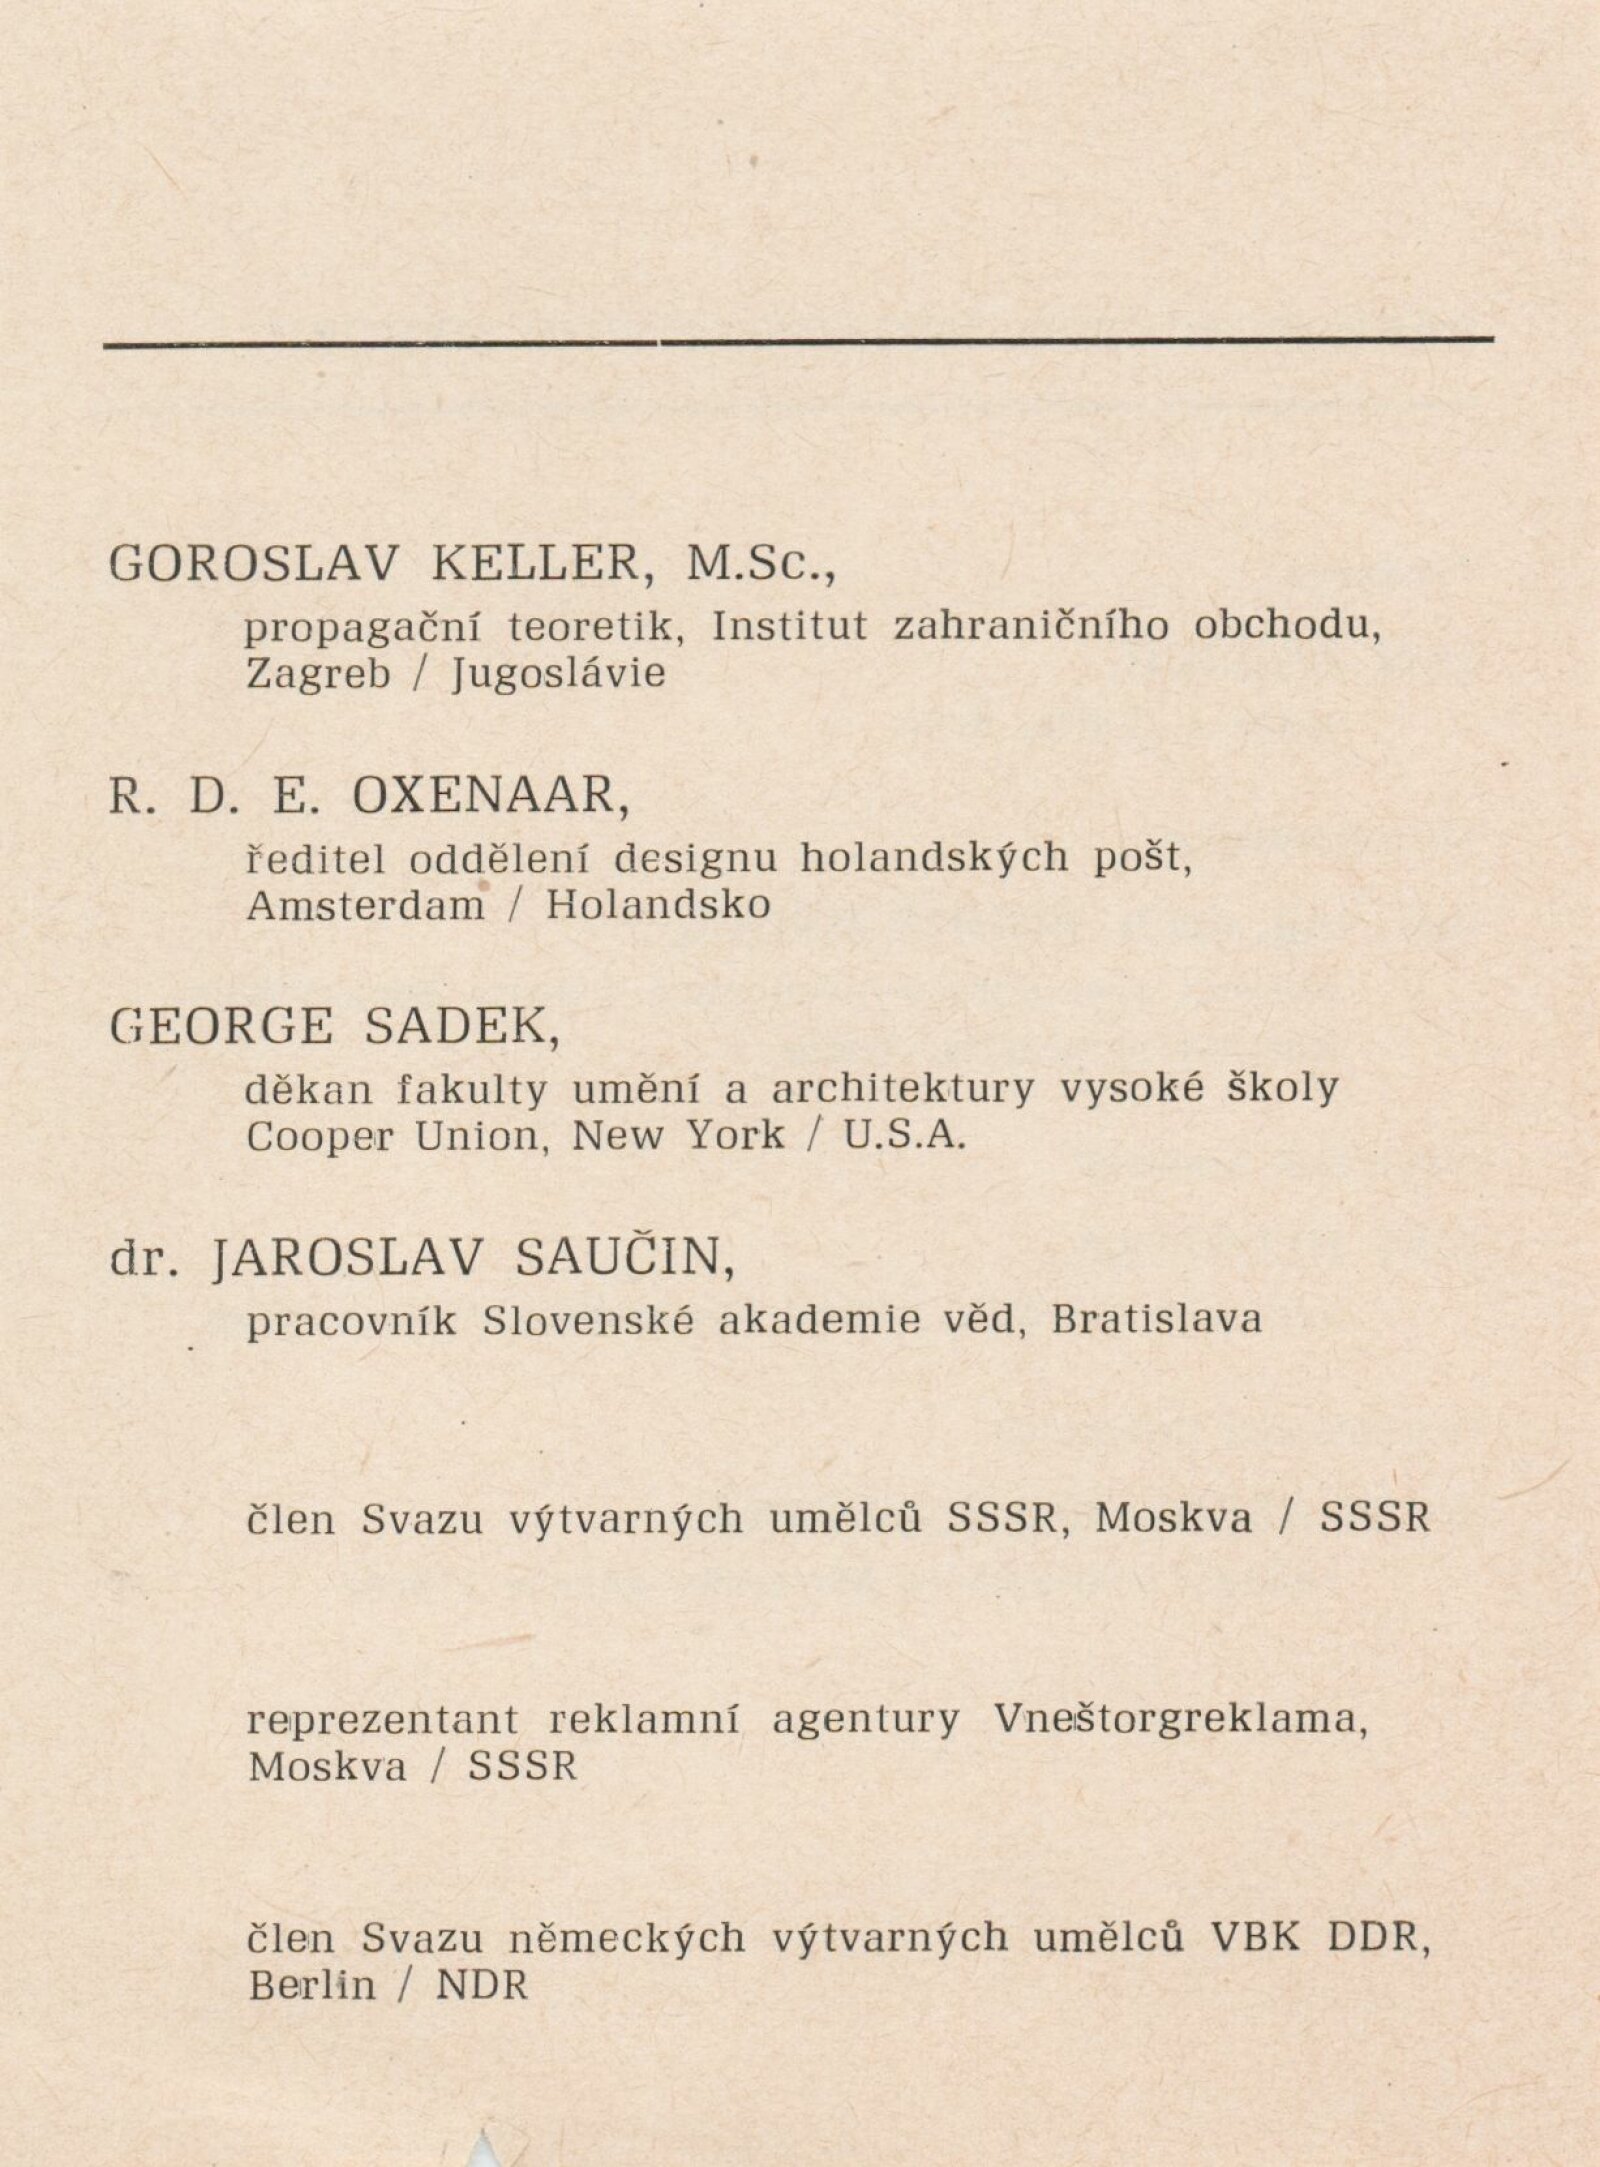 GOROSLAV KELLER, M.Sc.,
propagační teoretik, Institut zahraničního obchodu,
Zagreb / Jugoslávie
R. D. E. OXENAAR,
ředitel oddělení designu holandských pošt,
Amsterdam / Holandsko
GEORGE SADEK,
děkan fakulty umění a architektury vysoké školy
Cooper Union, New York / U.S.A.
dr. JAROSLAV SAUČIN,
pracovník Slovenské akademie věd, Bratislava
člen Svazu výtvarných umělců SSSR, Moskva / SSSR
reprezentant reklamní agentury Vneštorgreklama,
Moskva / SSSR
člen Svazu německých výtvarných umělců VBK DDR,
Berlin / NDR